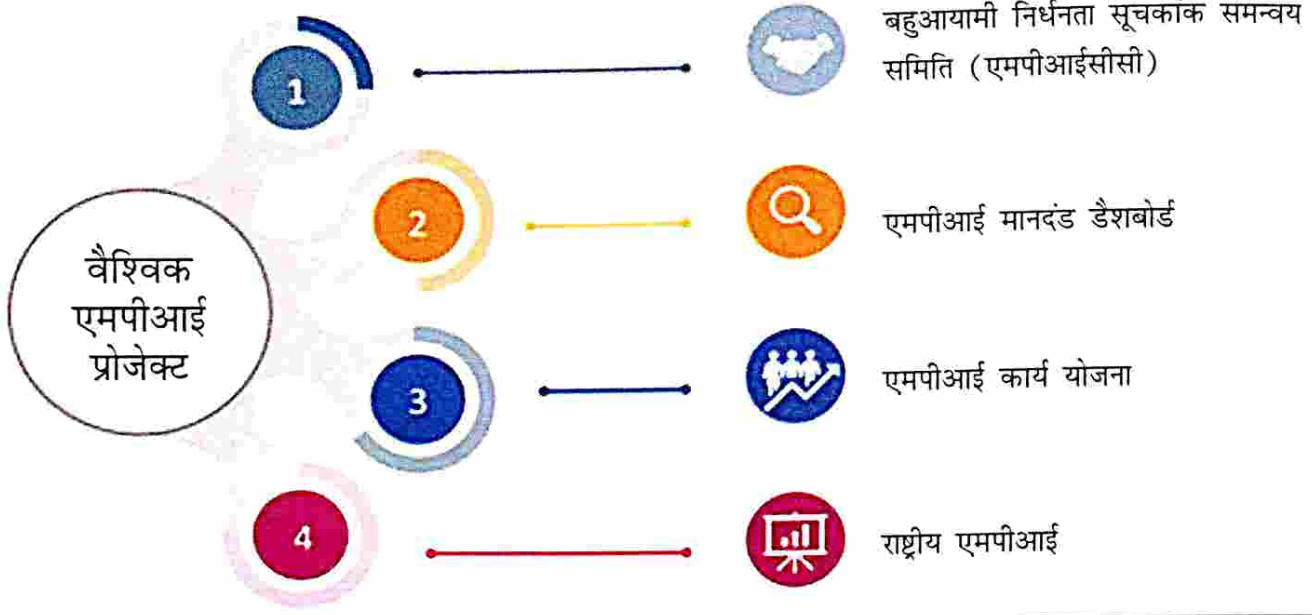 वैश्विक
एमपीआई
प्रोजेक्ट
1
बहुआयामी निर्धनता सूचकांक समन्वय
समिति (एमपीआईसीसी)
2
एमपीआई मानदंड डैशबोर्ड
3
एमपीआई कार्य योजना
4
राष्ट्रीय एमपीआई